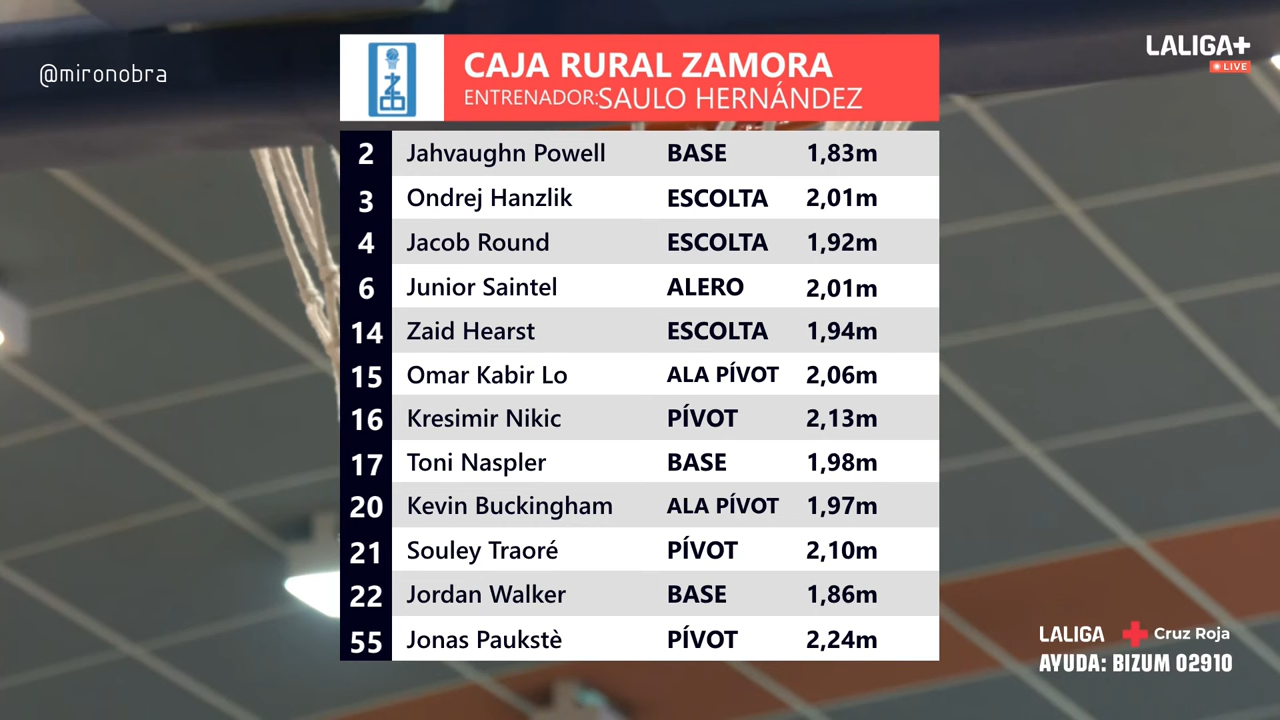 @mironobra
CAJA RURAL ZAMORA
ENTRENADOR:SAULO HERNÁNDEZ
LALIGA+
LIVE
2 Jahvaughn Powell BASE 1,83m
3 Ondrej Hanzlik ESCOLTA 2,01m
4 Jacob Round ESCOLTA 1,92m
6 Junior Saintel ALERO 2,01m
14 Zaid Hearst ESCOLTA 1,94m
15 Omar Kabir Lo ALA PÍVOT 2,06m
16 Kresimir Nikic PÍVOT 2,13m
17 Toni Naspler BASE 1,98m
20 Kevin Buckingham ALA PÍVOT 1,97m
21 Souley Traoré PÍVOT 2,10m
22 Jordan Walker BASE 1,86m
55 Jonas Paukstè PÍVOT 2,24m
LALIGA Cruz Roja
AYUDA: BIZUM 02910